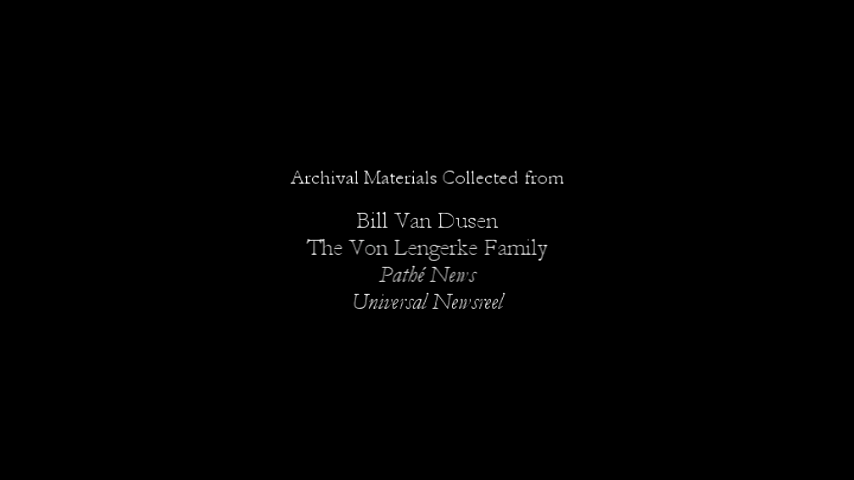 Archival Materials Collected from
Bill Van Dusen
The Von Lengerke Family
Pathé News
Universal Newsreel